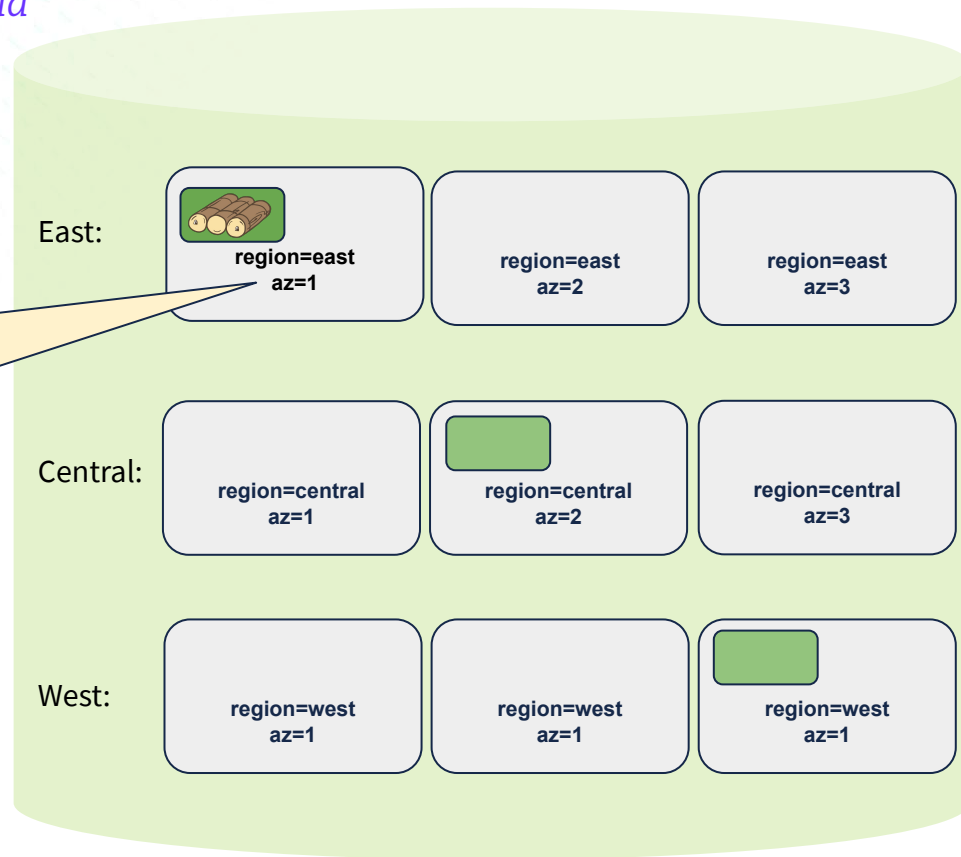 East:
region=east
az=1
region=east
az=2
region=east
az=3
Central:
region=central
az=1
region=central
az=2
region=central
az=3
West:
region=west
az=1
region=west
az=1
region=west
az=1